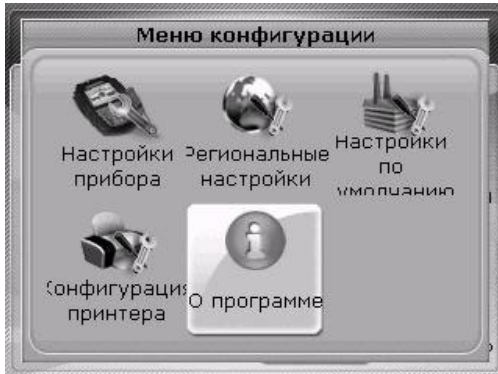 Меню конфигурации
Настройки
прибора
Региональные
настройки
Настройки
по
умолчанию
Конфигурация
принтера
О программе